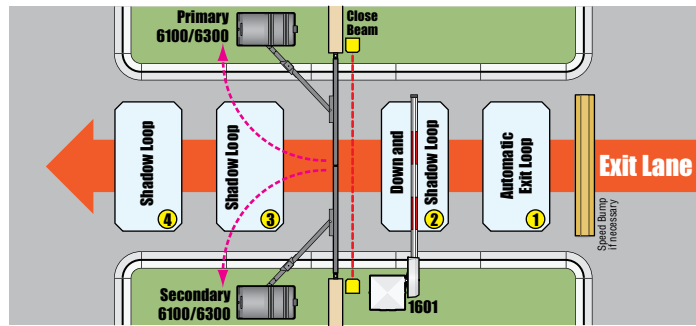 Primary
6100/6300
Close
Beam
Shadow Loop
4
Shadow Loop
3
Down and
Shadow Loop
2
Automatic
Exit Loop
1
Exit Lane
Speed Bump
if necessary
Secondary
6100/6300
1601